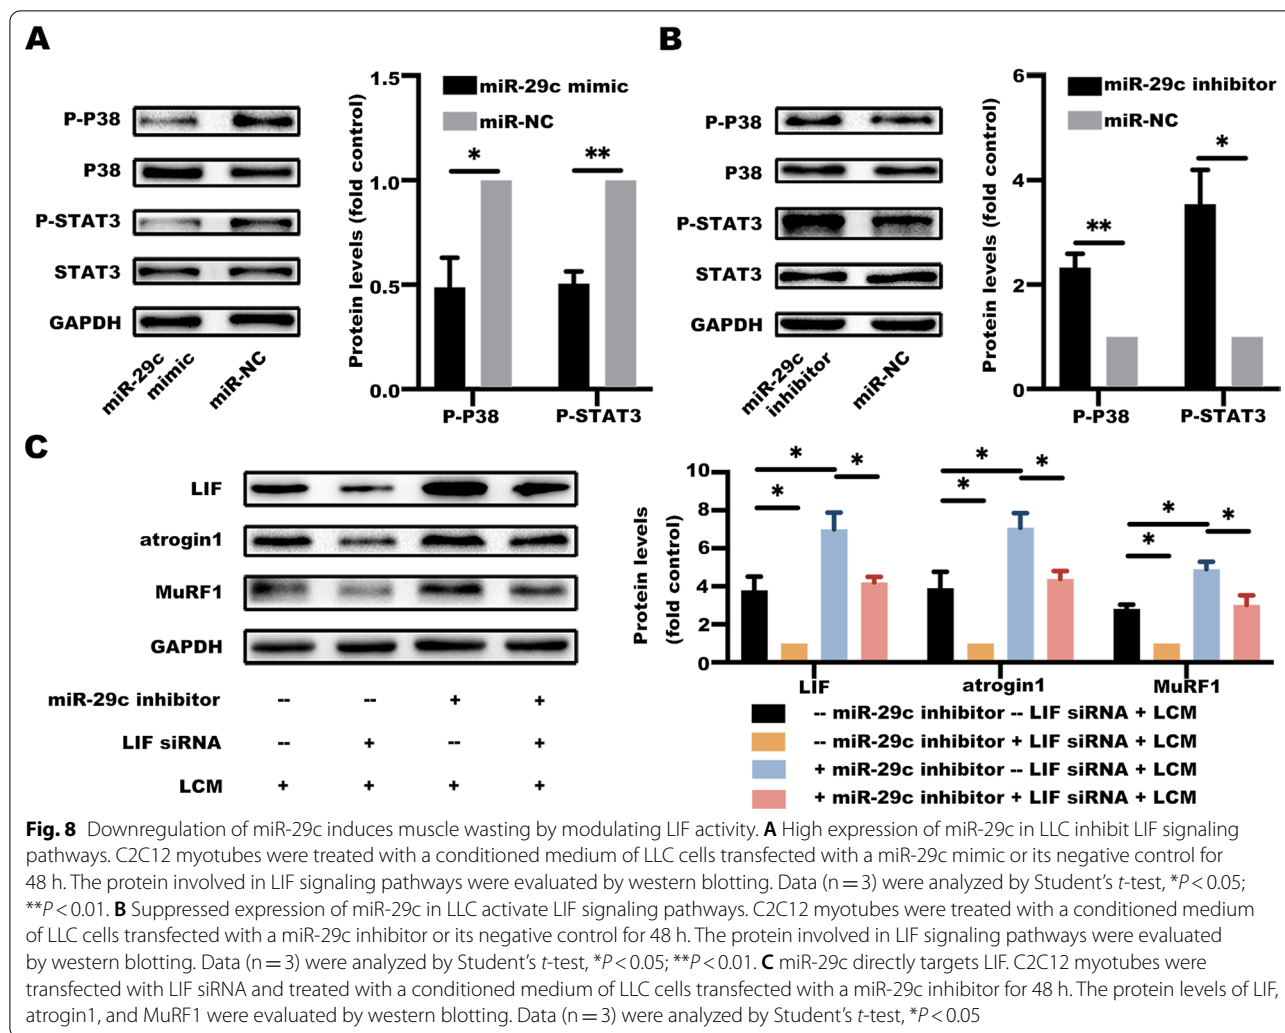 A
P-P38
P38
P-STAT3
STAT3
GAPDH
miR-29c mimic
miR-NC
Protein levels (fold control)
1.5
1.0
0.5
0.0
miR-29c mimic
miR-NC
*
**
P-P38
P-STAT3
B
P-P38
P38
P-STAT3
STAT3
GAPDH
miR-29c inhibitor
miR-NC
Protein levels (fold control)
6
4
2
0
miR-29c inhibitor
miR-NC
**
*
P-P38
P-STAT3
C
LIF
atrogin1
MuRF1
GAPDH
miR-29c inhibitor -- -- + +
LIF siRNA -- + -- +
LCM + + + +
Protein levels
(fold control)
10
8
6
4
2
0
* * *
* * *
* * *
LIF
atrogin1
MuRF1
-- miR-29c inhibitor -- LIF siRNA + LCM
-- miR-29c inhibitor + LIF siRNA + LCM
+ miR-29c inhibitor -- LIF siRNA + LCM
+ miR-29c inhibitor + LIF siRNA + LCM
Fig. 8 Downregulation of miR-29c induces muscle wasting by modulating LIF activity. A High expression of miR-29c in LLC inhibit LIF signaling
pathways. C2C12 myotubes were treated with a conditioned medium of LLC cells transfected with a miR-29c mimic or its negative control for
48 h. The protein involved in LIF signaling pathways were evaluated by western blotting. Data (n = 3) were analyzed by Student's t-test, *P < 0.05;
**P < 0.01. B Suppressed expression of miR-29c in LLC activate LIF signaling pathways. C2C12 myotubes were treated with a conditioned medium
of LLC cells transfected with a miR-29c inhibitor or its negative control for 48 h. The protein involved in LIF signaling pathways were evaluated
by western blotting. Data (n = 3) were analyzed by Student's t-test, *P < 0.05; **P < 0.01. C miR-29c directly targets LIF. C2C12 myotubes were
transfected with LIF siRNA and treated with a conditioned medium of LLC cells transfected with a miR-29c inhibitor for 48 h. The protein levels of LIF,
atrogin1, and MuRF1 were evaluated by western blotting. Data (n = 3) were analyzed by Student's t-test, *P < 0.05